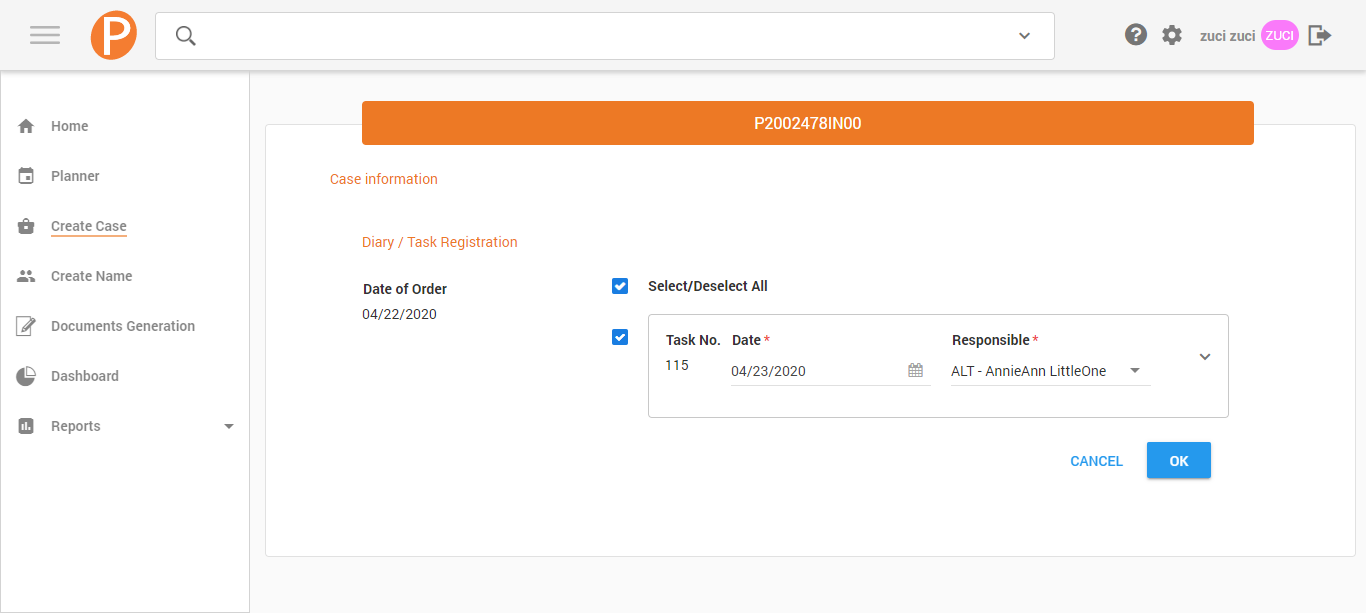 P
zuci zuci ZUCI
Home
Planner
Create Case
Create Name
Documents Generation
Dashboard
Reports
P2002478IN00
Case information
Diary / Task Registration
Date of Order
04/22/2020
Select/Deselect All
Task No. Date * Responsible *
115 04/23/2020 ALT - AnnieAnn LittleOne
CANCEL OK